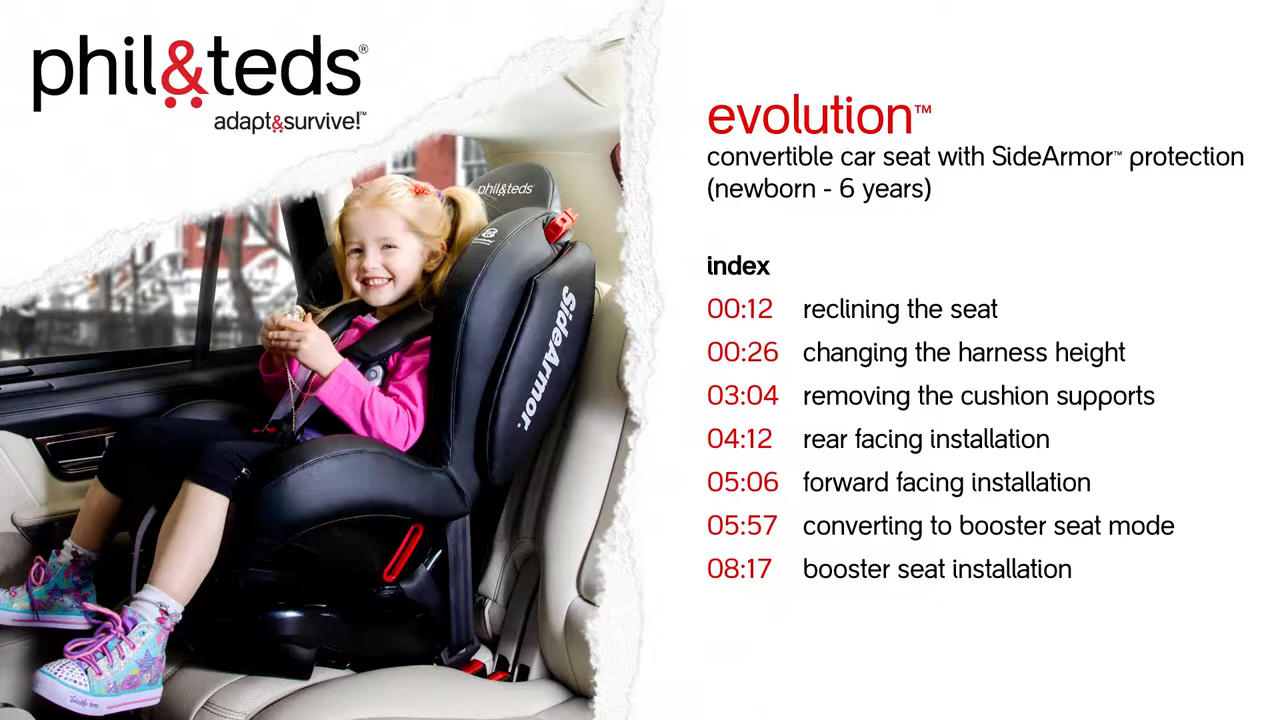 phil&teds®
adapt&survive!™
phil&teds
SideArmor.
evolution™
convertible car seat with SideArmor™ protection
(newborn - 6 years)
index
00:12 reclining the seat
00:26 changing the harness height
03:04 removing the cushion supports
04:12 rear facing installation
05:06 forward facing installation
05:57 converting to booster seat mode
08:17 booster seat installation